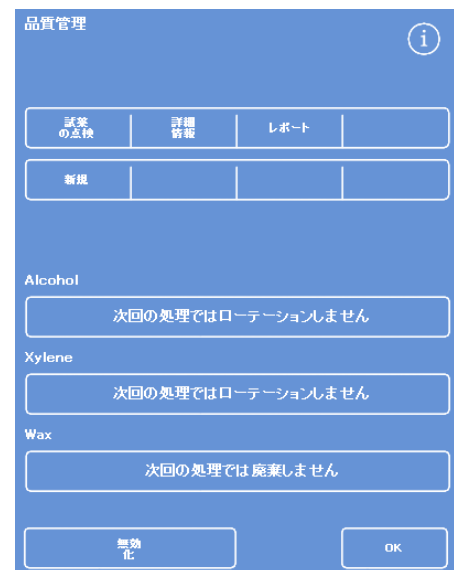 品質管理
i
試薬
の点検
詳細
情報
レポート
新規
Alcohol
次回の処理ではローテーションしません
Xylene
次回の処理ではローテーションしません
Wax
次回の処理では廃棄しません
無効
化
OK